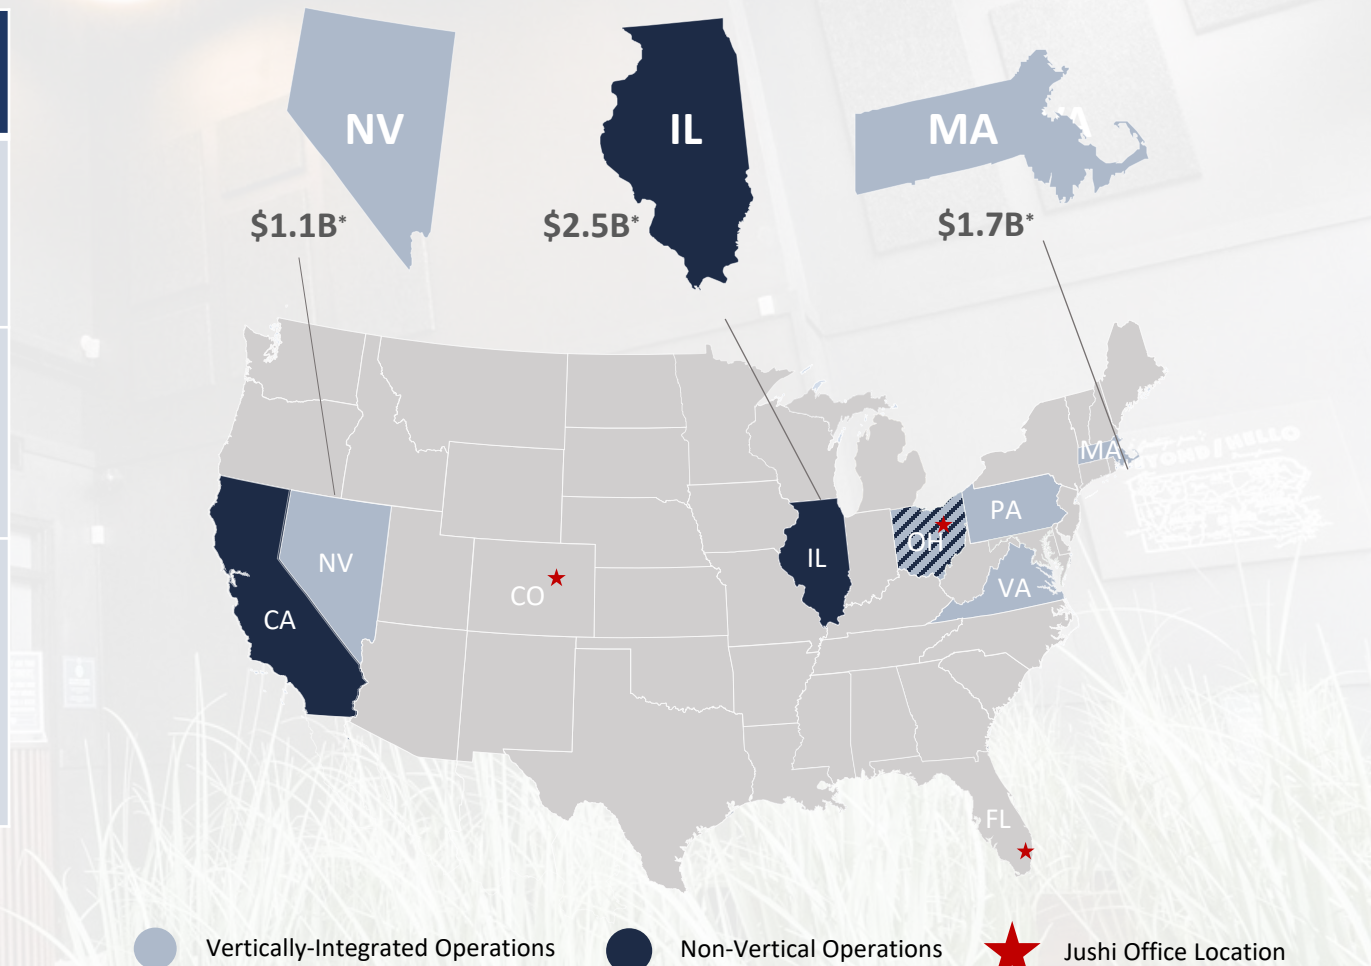 NV
IL
MA
$1.1B*
$2.5B*
$1.7B*
MA
PA
OH
NV
IL
VA
CO
CA
FL
Vertically-Integrated Operations
Non-Vertical Operations
Jushi Office Location